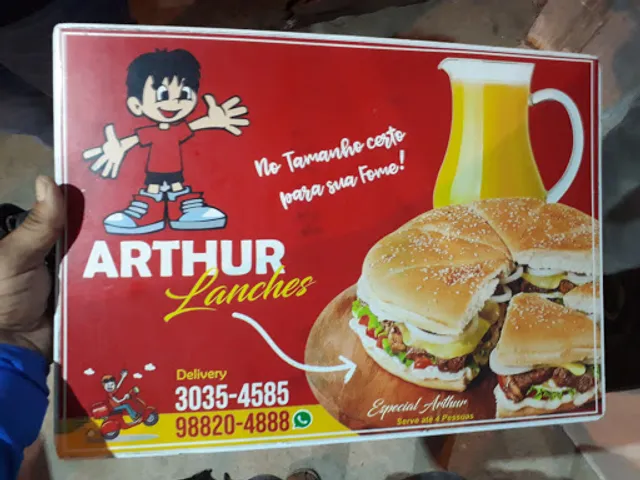 No Tamanho certo
para sua Fome!
ARTHUR
Lanches
Delivery
3035-4585
98820-4888
Especial Arthur
Serve até 4 Pessoas